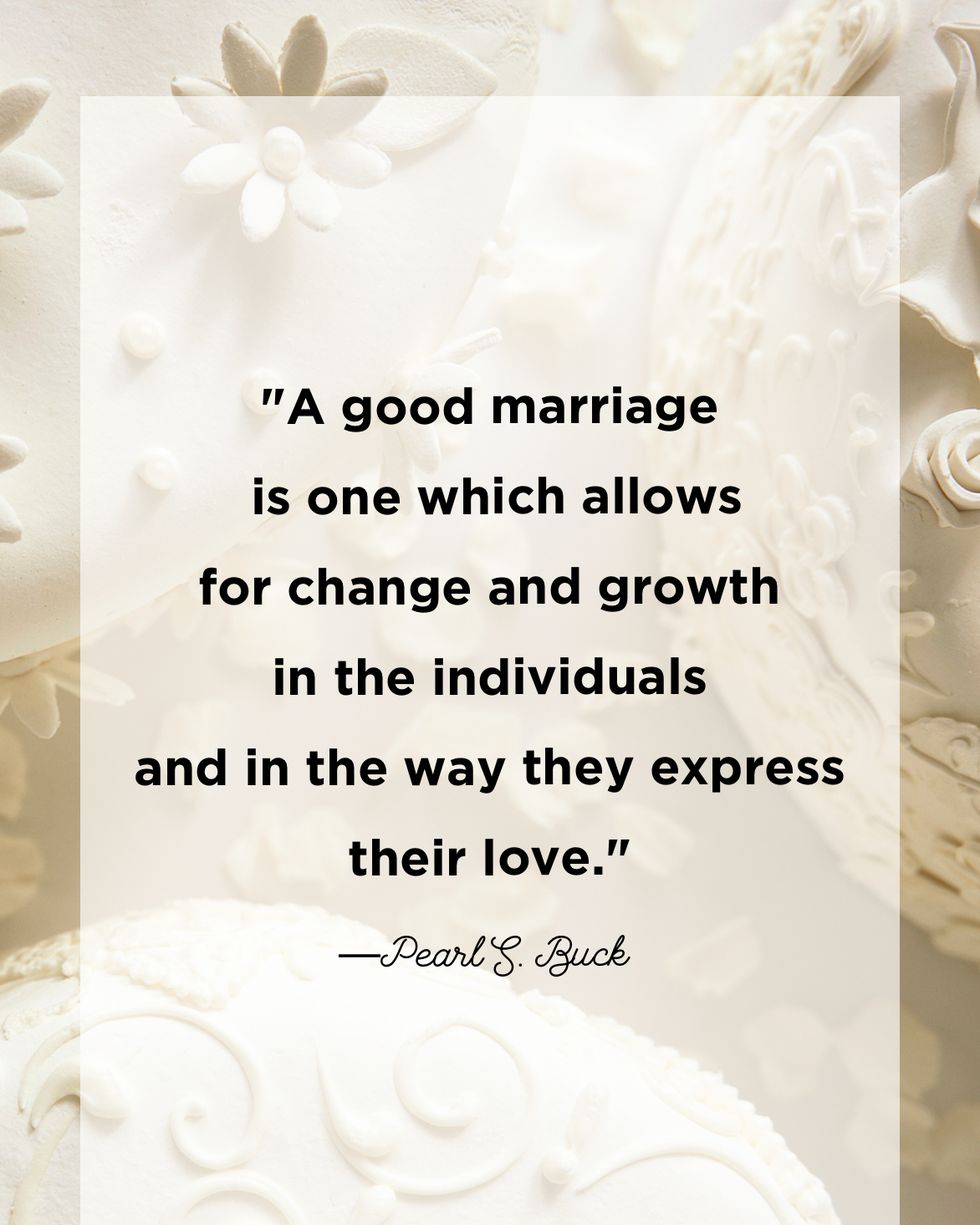 "A good marriage
is one which allows
for change and growth
in the individuals
and in the way they express
their love."
—Pearl S. Buck